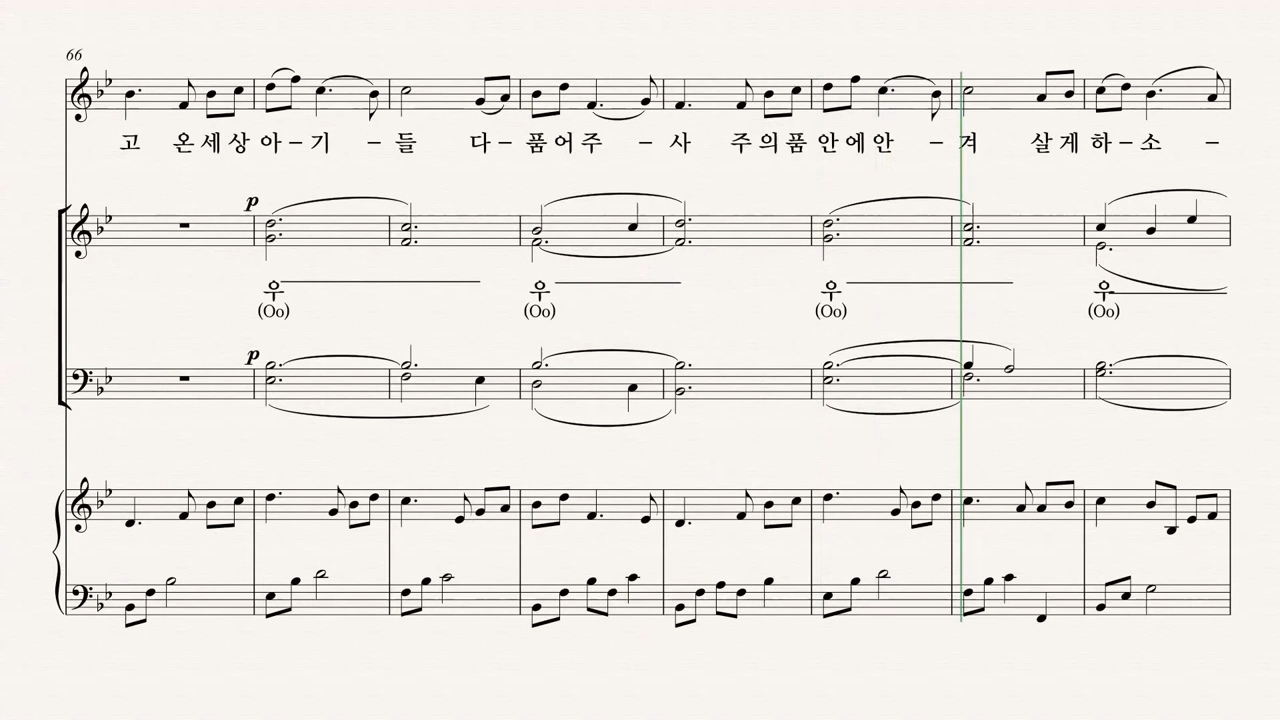 66
고 온세상 아-기 -들 다-품어주 -사 주의품 안에안 -겨 살게 하-소 -
p
우
우
우
우
(Oo) (Oo) (Oo) (Oo)
p